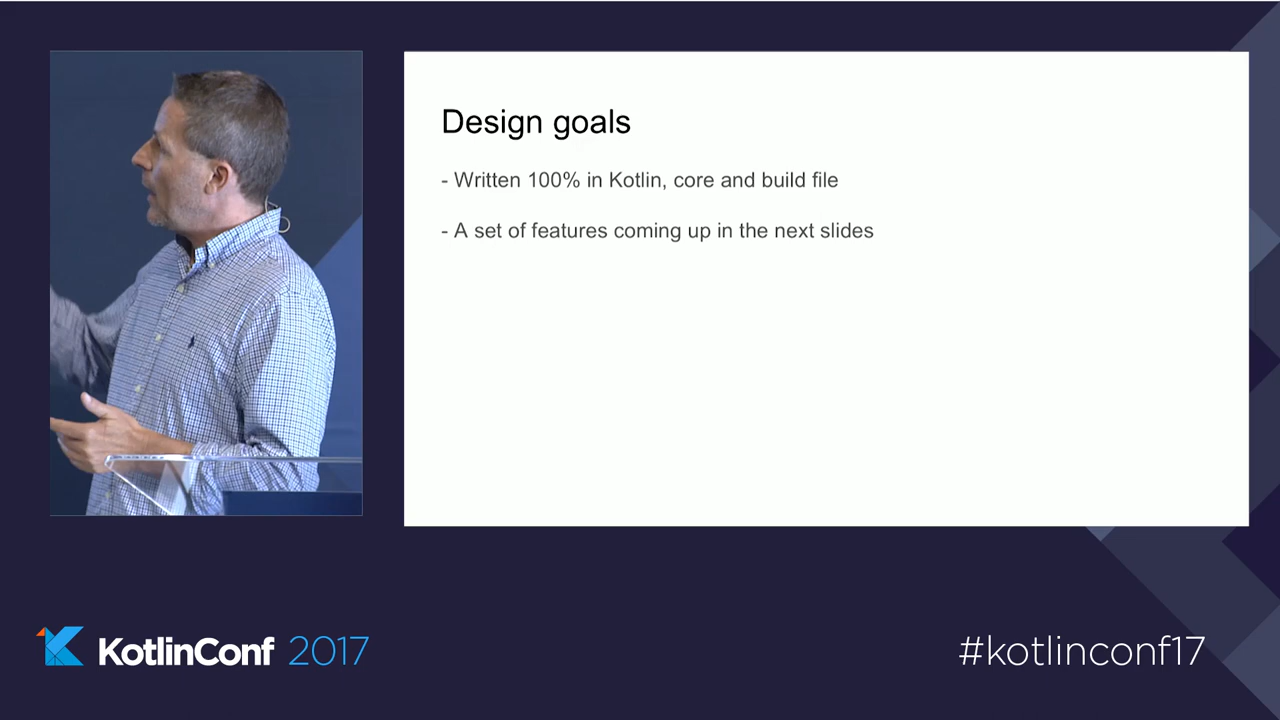 Design goals
- Written 100% in Kotlin, core and build file
- A set of features coming up in the next slides
KotlinConf 2017
#kotlinconf17